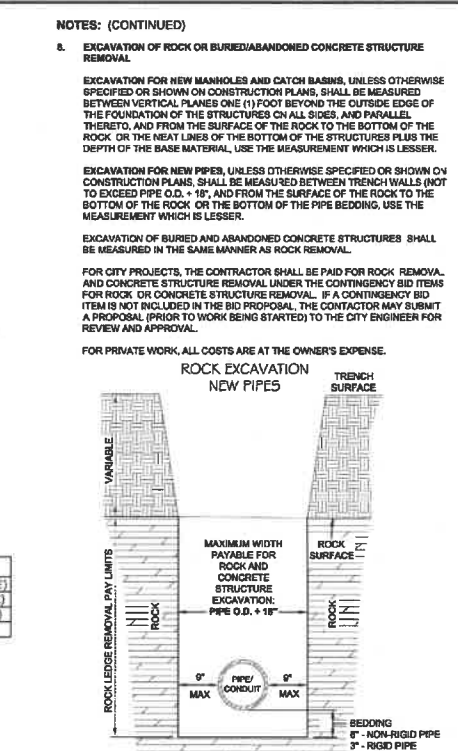 NOTES: (CONTINUED)
8. EXCAVATION OF ROCK OR BURIED/ABANDONED CONCRETE STRUCTURE
REMOVAL
EXCAVATION FOR NEW MANHOLES AND CATCH BASINS, UNLESS OTHERWISE
SPECIFIED OR SHOWN ON CONSTRUCTION PLANS, SHALL BE MEASURED
BETWEEN VERTICAL PLANES ONE (1) FOOT BEYOND THE OUTSIDE EDGE OF
THE FOUNDATION OF THE STRUCTURES ON ALL SIDES, AND PARALLEL
THERETO, AND FROM THE SURFACE OF THE ROCK TO THE BOTTOM OF THE
ROCK OR THE NEAT LINES OF THE BOTTOM OF THE STRUCTURES PLUS THE
DEPTH OF THE BASE MATERIAL, USE THE MEASUREMENT WHICH IS LESSER.
EXCAVATION FOR NEW PIPES, UNLESS OTHERWISE SPECIFIED OR SHOWN ON
CONSTRUCTION PLANS, SHALL BE MEASURED BETWEEN TRENCH WALLS (NOT
TO EXCEED PIPE O.D. + 18", AND FROM THE SURFACE OF THE ROCK TO THE
BOTTOM OF THE ROCK OR THE BOTTOM OF THE PIPE BEDDING, USE THE
MEASUREMENT WHICH IS LESSER.
EXCAVATION OF BURIED AND ABANDONED CONCRETE STRUCTURES SHALL
BE MEASURED IN THE SAME MANNER AS ROCK REMOVAL.
FOR CITY PROJECTS, THE CONTRACTOR SHALL BE PAID FOR ROCK REMOVAL
AND CONCRETE STRUCTURE REMOVAL UNDER THE CONTINGENCY BID ITEMS
FOR ROCK OR CONCRETE STRUCTURE REMOVAL. IF A CONTINGENCY BID
ITEM IS NOT INCLUDED IN THE BID PROPOSAL, THE CONTACTOR MAY SUBMIT
A PROPOSAL (PRIOR TO WORK BEING STARTED) TO THE CITY ENGINEER FOR
REVIEW AND APPROVAL.
FOR PRIVATE WORK, ALL COSTS ARE AT THE OWNER'S EXPENSE.
ROCK EXCAVATION
NEW PIPES
TRENCH
SURFACE
VARIABLE
ROCK LEDGE REMOVAL PAY LIMITS
ROCK
MAXIMUM WIDTH
PAYABLE FOR
ROCK AND
CONCRETE
STRUCTURE
EXCAVATION:
PIPE O.D. + 18"
ROCK
SURFACE
ROCK
9"
MAX
PIPE/
CONDUIT
9"
MAX
BEDDING
6" - NON-RIGID PIPE
3" - RIGID PIPE